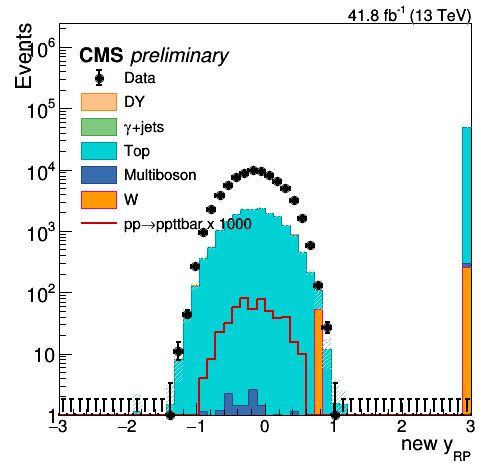 41.8 fb⁻¹ (13 TeV)
Events
CMS preliminary
Data
DY
γ+jets
Top
Multiboson
W
pp→ppttbar x 1000
10⁶
10⁵
10⁴
10³
10²
10
1
−3 −2 −1 0 1 2 3
new y_RP